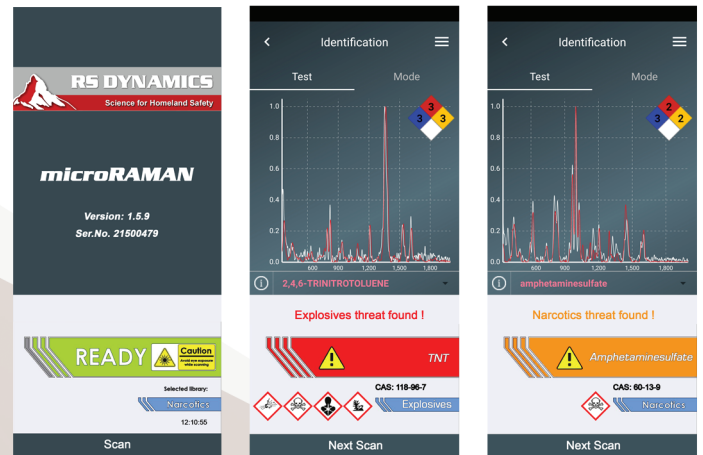 RS DYNAMICS
Science for Homeland Safety
microRAMAN
Version: 1.5.9
Ser.No. 21500479
READY
Caution
Avoid eye exposure
while scanning
Selected library:
Narcotics
12:10:55
Scan
Identification
Test Mode
3
3 3
1.0
0.8
0.6
0.4
0.2
0.0
600 900 1,200 1,500 1,800
2,4,6-TRINITROTOLUENE
Explosives threat found !
TNT
CAS: 118-96-7
Explosives
Next Scan
Identification
Test Mode
2
3 2
1.0
0.8
0.6
0.4
0.2
0.0
600 900 1,200 1,500 1,800
amphetaminesulfate
Narcotics threat found !
Amphetaminesulfate
CAS: 60-13-9
Narcotics
Next Scan